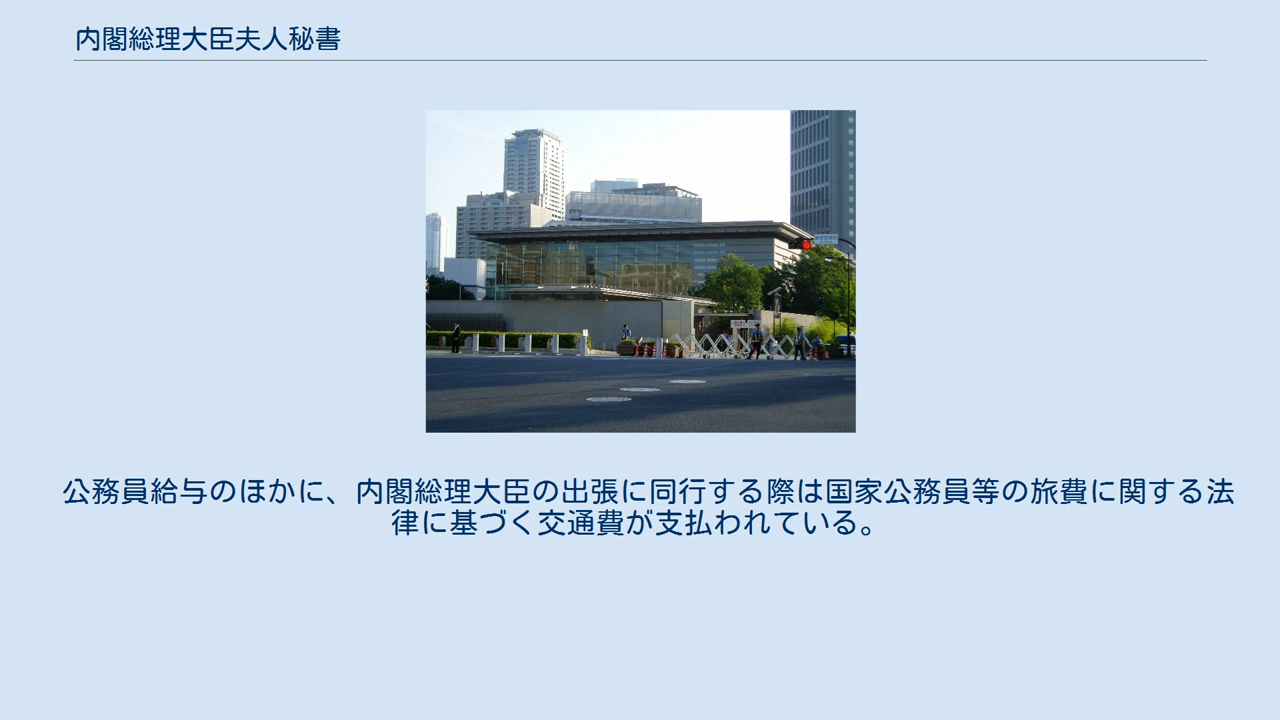 内閣総理大臣夫人秘書
公務員給与のほかに、内閣総理大臣の出張に同行する際は国家公務員等の旅費に関する法
律に基づく交通費が支払われている。